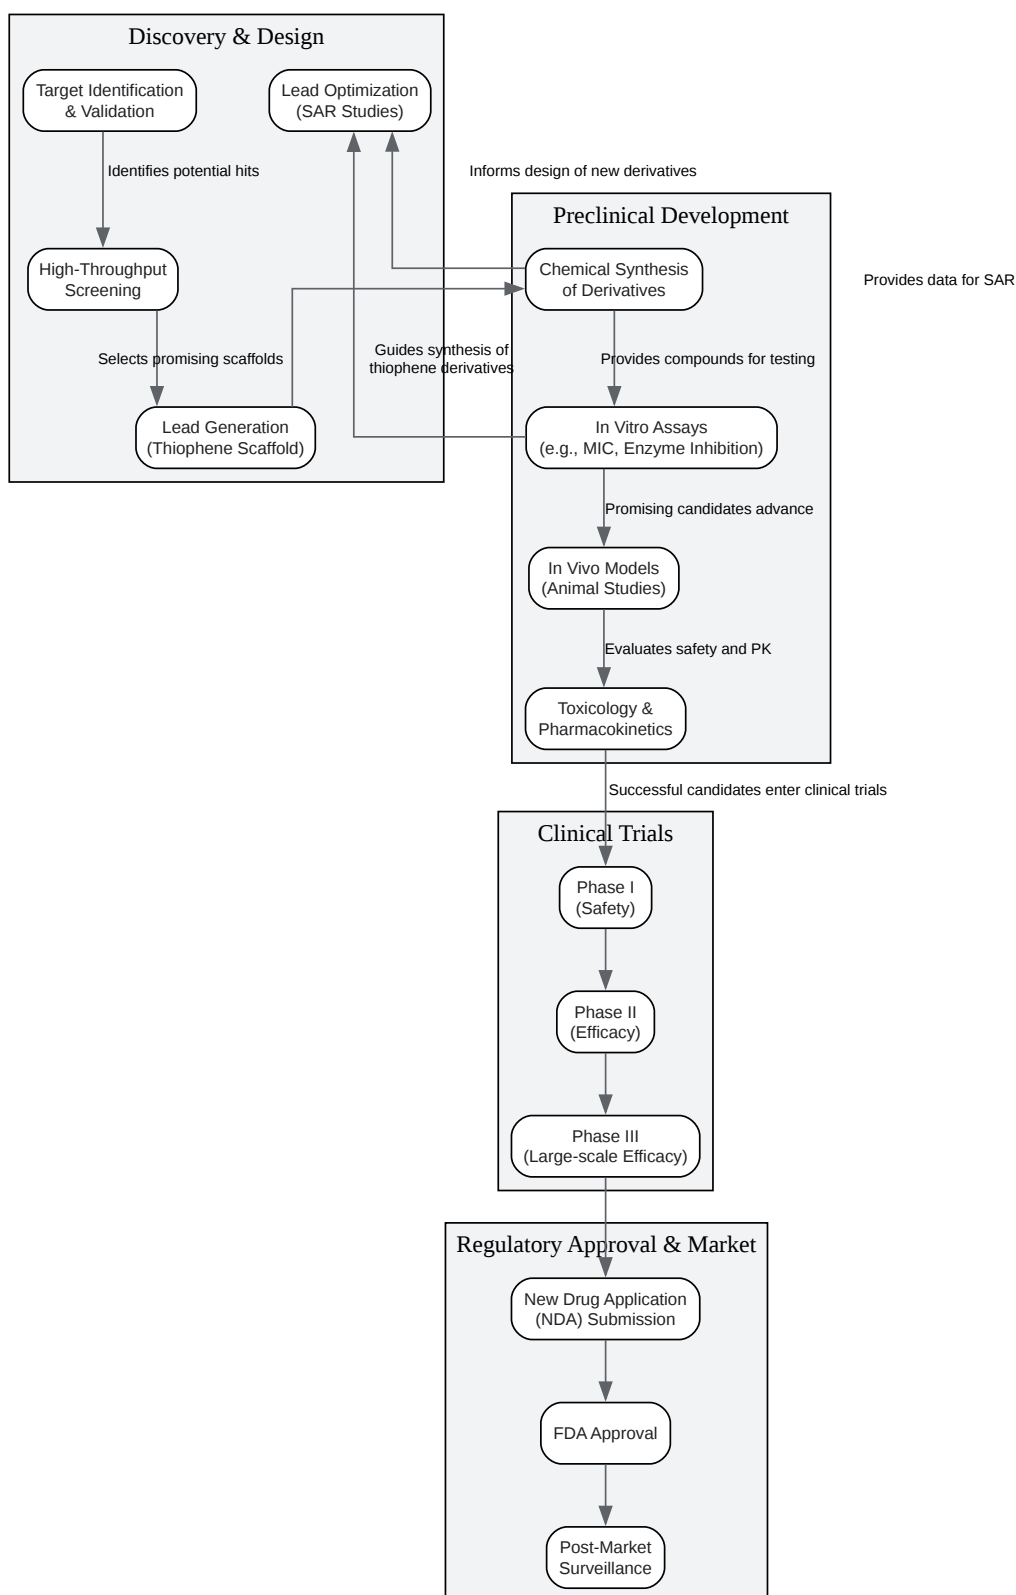 Discovery & Design
Target Identification
& Validation
Lead Optimization
(SAR Studies)
Identifies potential hits
Informs design of new derivatives
Preclinical Development
High-Throughput
Screening
Chemical Synthesis
of Derivatives
Provides data for SAR
Selects promising scaffolds
Guides synthesis of
thiophene derivatives
Provides compounds for testing
Lead Generation
(Thiophene Scaffold)
In Vitro Assays
(e.g., MIC, Enzyme Inhibition)
Promising candidates advance
In Vivo Models
(Animal Studies)
Evaluates safety and PK
Toxicology &
Pharmacokinetics
Successful candidates enter clinical trials
Clinical Trials
Phase I
(Safety)
Phase II
(Efficacy)
Phase III
(Large-scale Efficacy)
Regulatory Approval & Market
New Drug Application
(NDA) Submission
FDA Approval
Post-Market
Surveillance